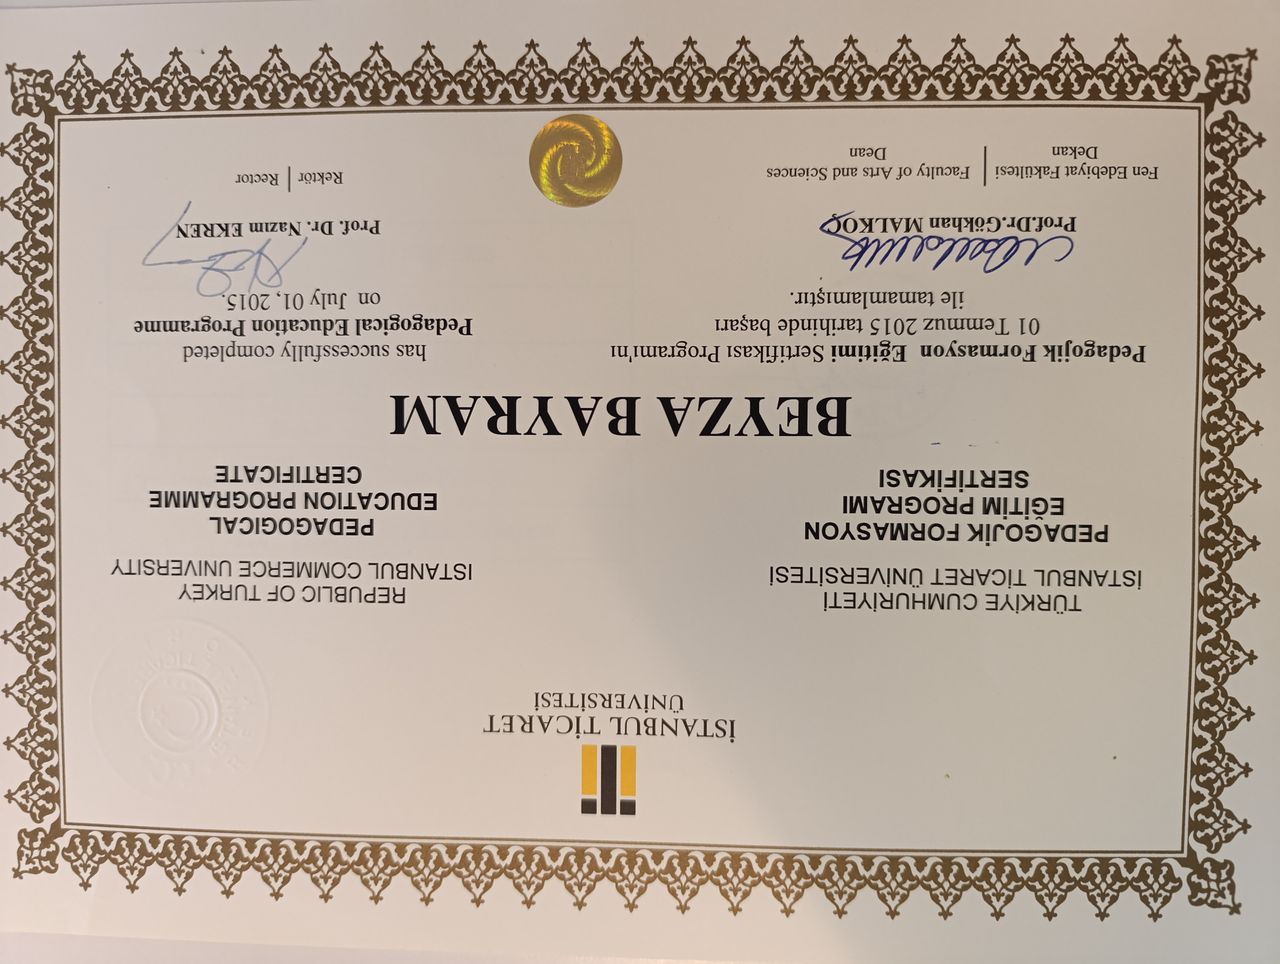 İSTANBUL TİCARET
ÜNİVERSİTESİ
TÜRKİYE CUMHURİYETİ
İSTANBUL TİCARET ÜNİVERSİTESİ
PEDAGOJİK FORMASYON
EĞİTİM PROGRAMI
SERTİFİKASI
REPUBLIC OF TURKEY
ISTANBUL COMMERCE UNIVERSITY
PEDAGOGICAL
EDUCATION PROGRAMME
CERTIFICATE
BEYZA BAYRAM
Pedagojik Formasyon Eğitimi Sertifikası Programı'nı
01 Temmuz 2015 tarihinde başarı
ile tamamlamıştır.
has successfully completed
Pedagogical Education Programme
on July 01, 2015.
Prof.Dr.Gökhan MALKOÇ
Fen Edebiyat Fakültesi | Faculty of Arts and Sciences
Dekan | Dean
Prof. Dr. Nazım EKREN
Rektör | Rector